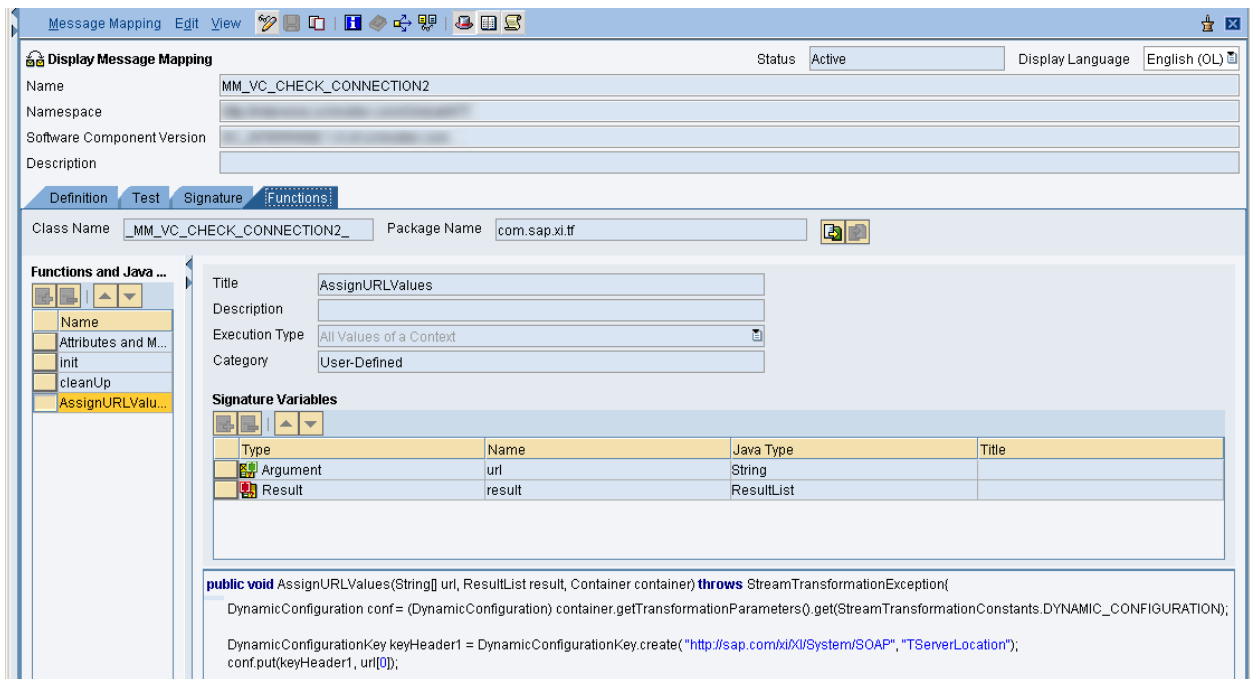 Message Mapping Edit View
Display Message Mapping Status Active Display Language English (OL)
Name MM_VC_CHECK_CONNECTION2
Namespace
Software Component Version
Description
Definition Test Signature Functions
Class Name _MM_VC_CHECK_CONNECTION2_ Package Name com.sap.xi.tf
Functions and Java ...
Name
Attributes and M...
init
cleanUp
AssignURLValu...
Title AssignURLValues
Description
Execution Type All Values of a Context
Category User-Defined
Signature Variables
Type Name Java Type Title
Argument url String
Result result ResultList
public void AssignURLValues(String[] url, ResultList result, Container container) throws StreamTransformationException{
DynamicConfiguration conf = (DynamicConfiguration) container.getTransformationParameters().get(StreamTransformationConstants.DYNAMIC_CONFIGURATION);
DynamicConfigurationKey keyHeader1 = DynamicConfigurationKey.create( "http://sap.com/xi/XI/System/SOAP", "TServerLocation");
conf.put(keyHeader1, url[0]);